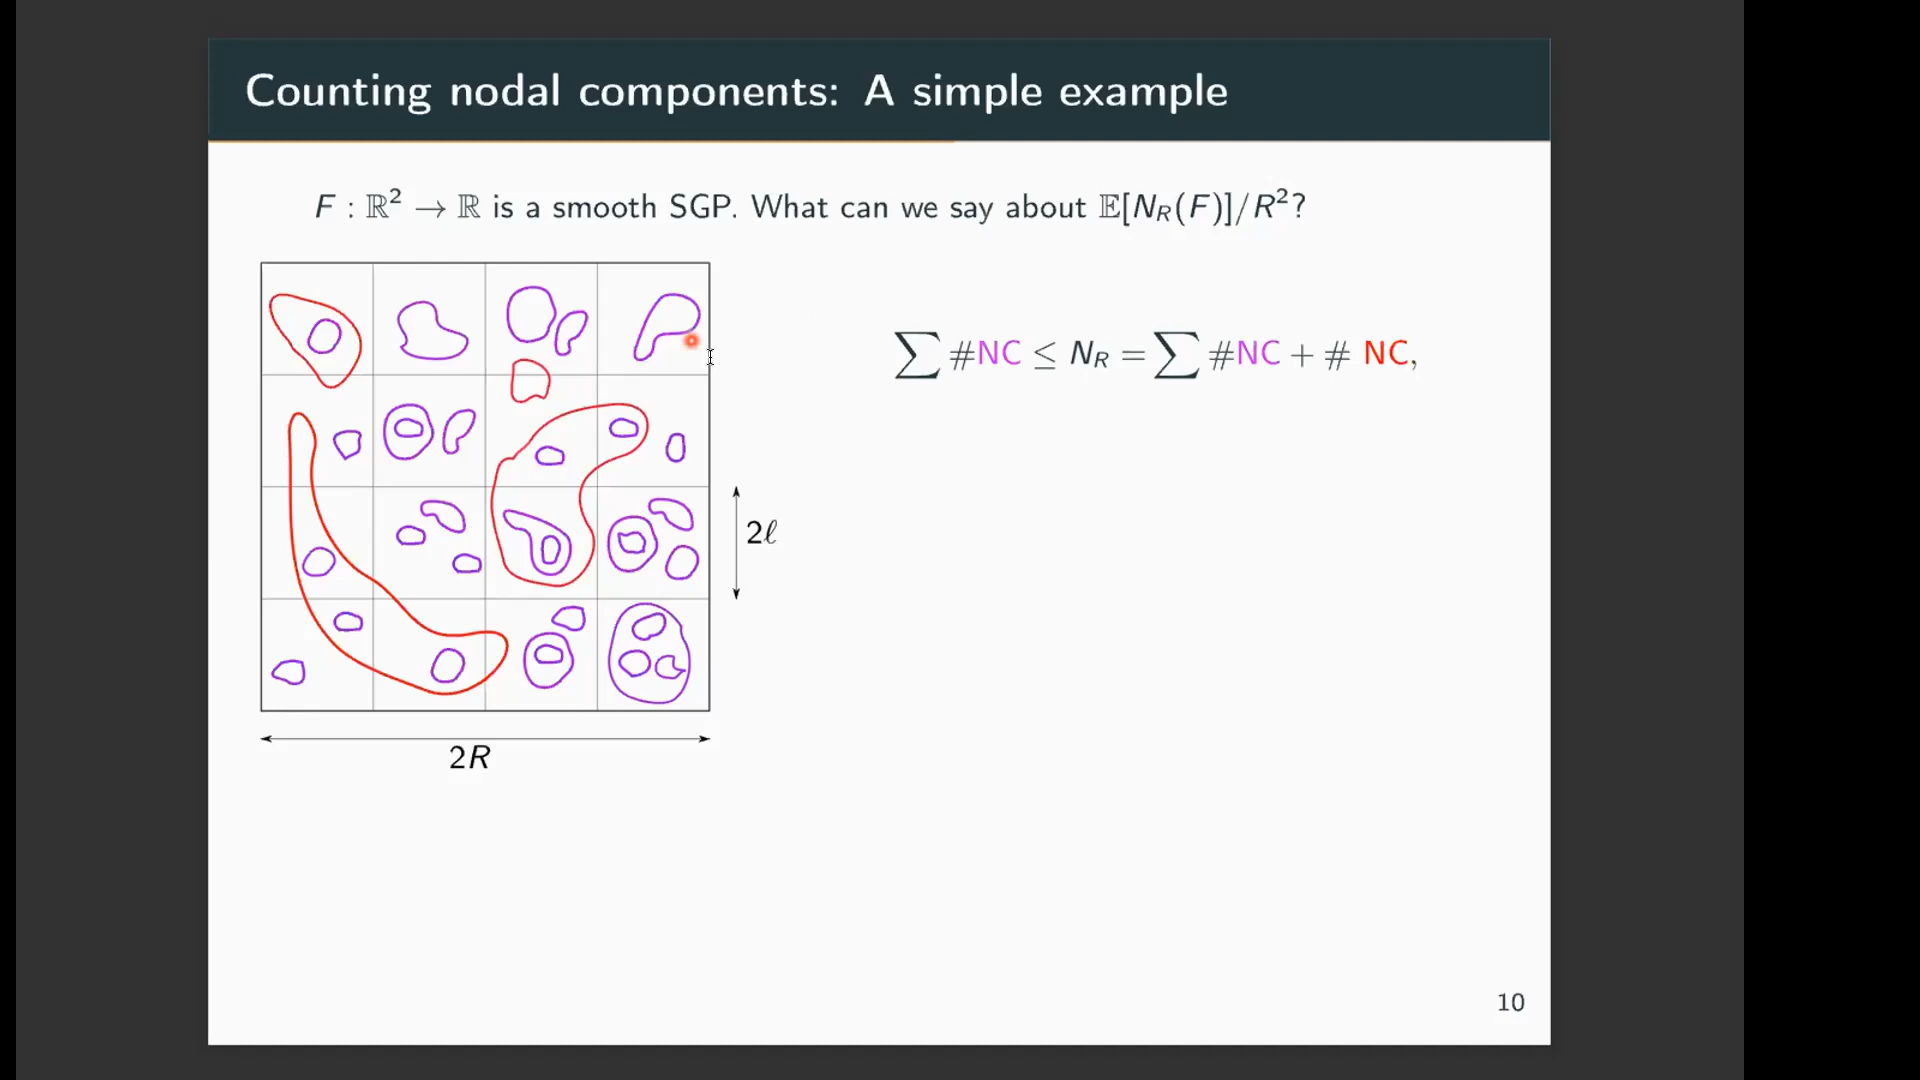 Counting nodal components: A simple example
F : ℝ² → ℝ is a smooth SGP. What can we say about 𝔼[N_R(F)]/R²?
∑ #NC ≤ N_R = ∑ #NC + # NC,
2ℓ
2R
10